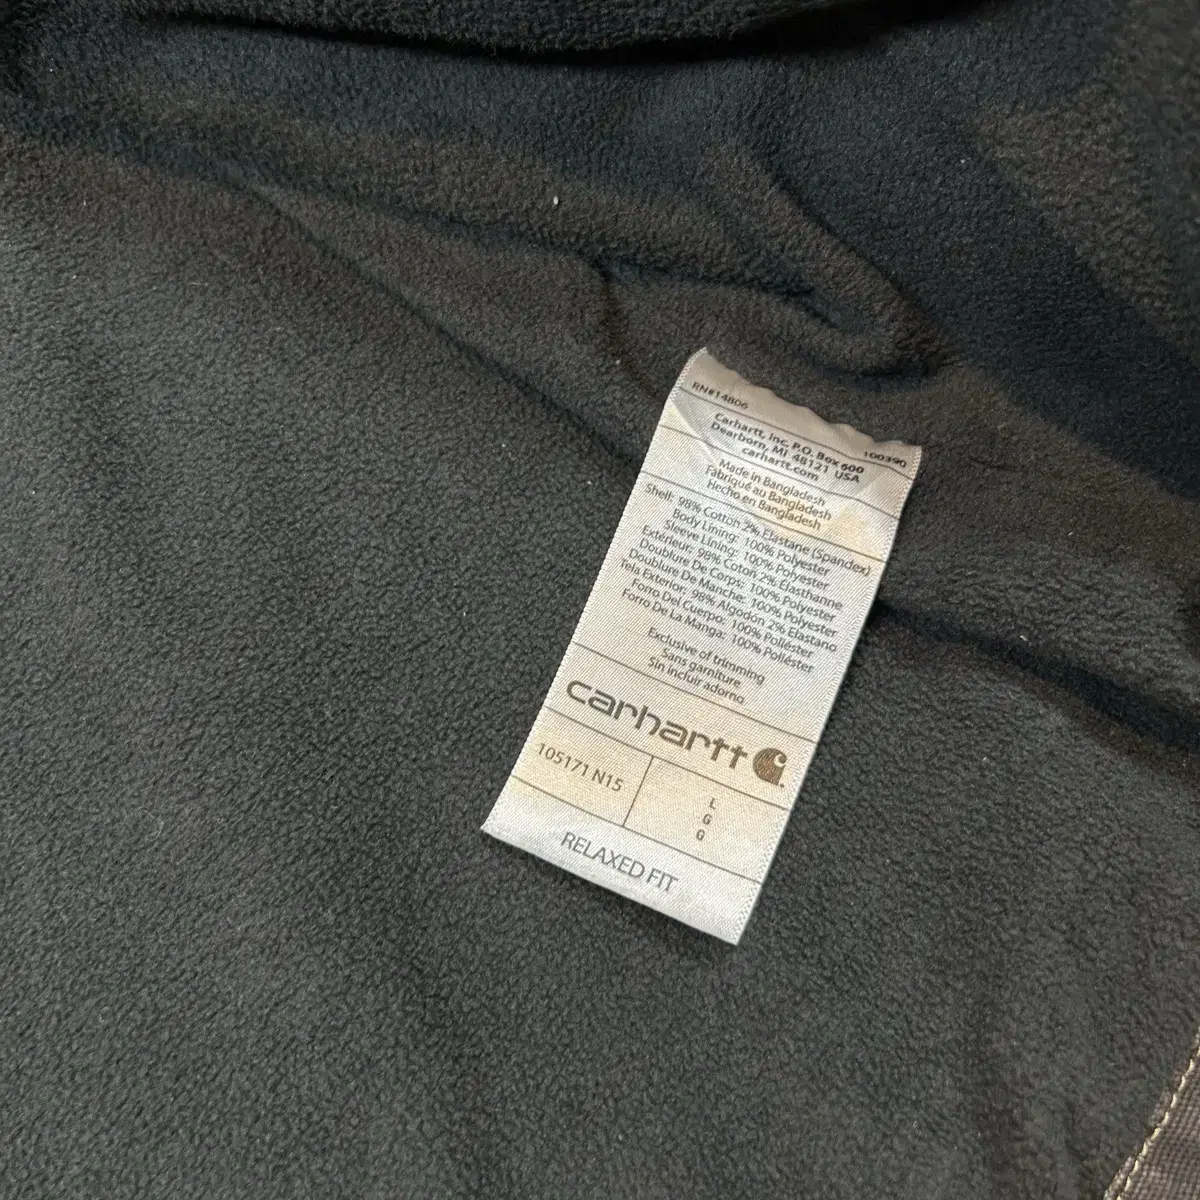 RN#14806
100390
Carhartt, Inc. P.O. Box 600
Dearborn, MI 48121 USA
carhartt.com
Made in Bangladesh
Fabriqué au Bangladesh
Hecho en Bangladesh
Shell: 98% Cotton 2% Elastane (Spandex)
Body Lining: 100% Polyester
Sleeve Lining: 100% Polyester
Extérieur: 98% Coton 2% Élasthanne
Doublure De Corps: 100% Polyester
Doublure De Manche: 100% Polyester
Tela Exterior: 98% Algodón 2% Elastano
Forro Del Cuerpo: 100% Poliéster
Forro De La Manga: 100% Poliéster
Exclusive of trimming
Sans garniture
Sin incluir adorno
carhartt
105171 N15
L
G
G
RELAXED FIT